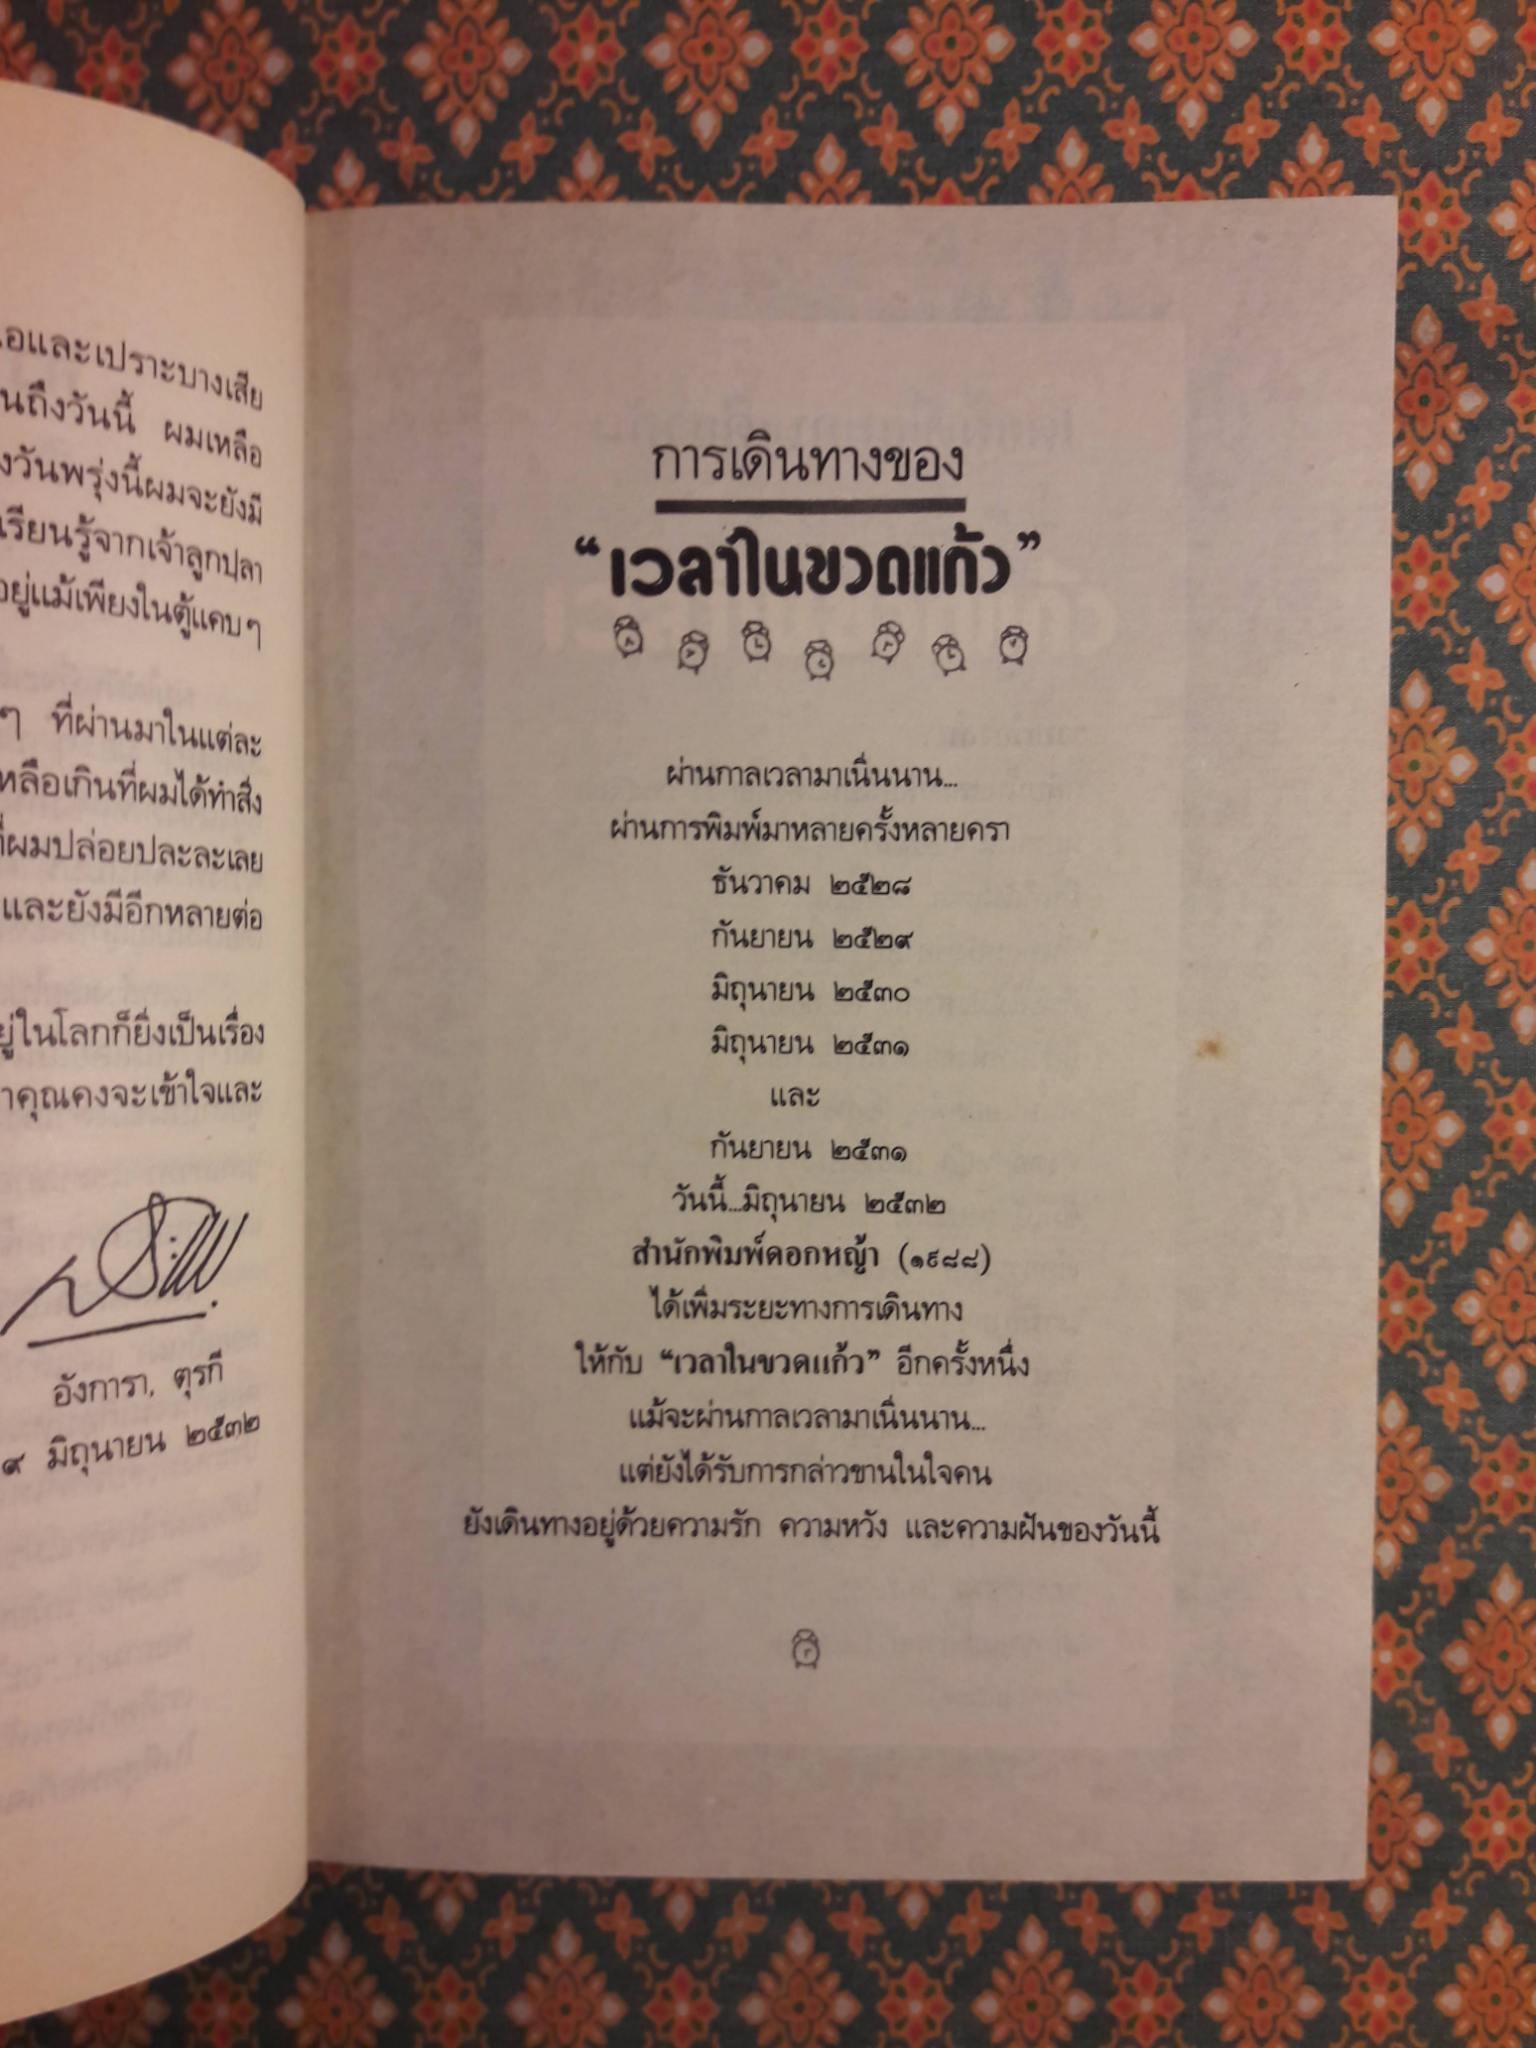 และเปราะบางเสีย
ถึงวันนี้ ผมเหลือ
วันพรุ่งนี้ผมจะยังมี
เรียนรู้จากเจ้าลูกปลา
อยู่แม้เพียงในตู้แคบๆ
ๆ ที่ผ่านมาในแต่ละ
หลือเกินที่ผมได้ทำสิ่ง
ที่ผมปล่อยปละละเลย
และยังมีอีกหลายต่อ
ยู่ในโลกก็ยิ่งเป็นเรื่อง
าคุณคงจะเข้าใจและ
อังการา, ตุรกี
๙ มิถุนายน ๒๕๓๒
การเดินทางของ
“เวลาในขวดแก้ว”
ผ่านกาลเวลามาเนิ่นนาน...
ผ่านการพิมพ์มาหลายครั้งหลายครา
ธันวาคม ๒๕๒๘
กันยายน ๒๕๒๙
มิถุนายน ๒๕๓๐
มิถุนายน ๒๕๓๑
และ
กันยายน ๒๕๓๑
วันนี้...มิถุนายน ๒๕๓๒
สำนักพิมพ์ดอกหญ้า (๑๙๘๘)
ได้เพิ่มระยะทางการเดินทาง
ให้กับ “เวลาในขวดแก้ว” อีกครั้งหนึ่ง
แม้จะผ่านกาลเวลามาเนิ่นนาน...
แต่ยังได้รับการกล่าวขานในใจคน
ยังเดินทางอยู่ด้วยความรัก ความหวัง และความฝันของวันนี้